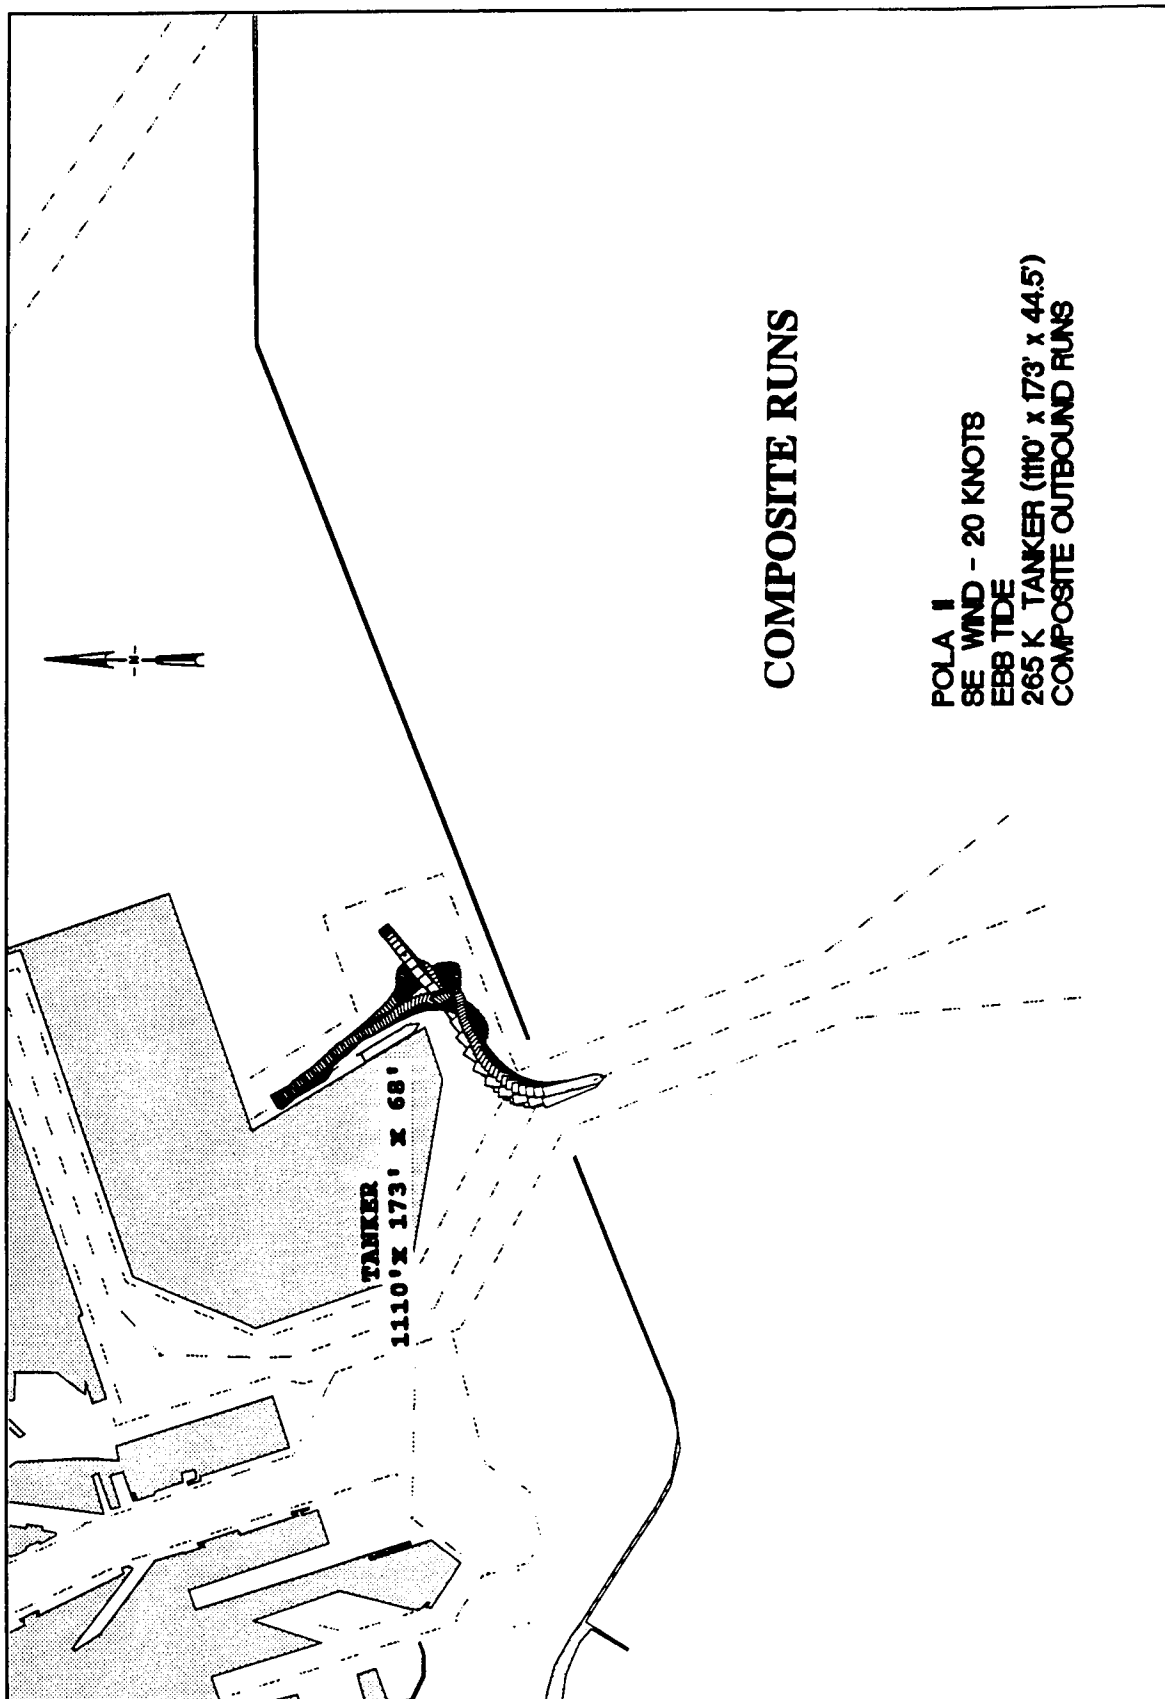 COMPOSITE RUNS
POLA II
SE WIND - 20 KNOTS
EBB TIDE
265 K TANKER (1110' x 173' x 44.5')
COMPOSITE OUTBOUND RUNS
TANKER
1110'X 173' X 68'
N